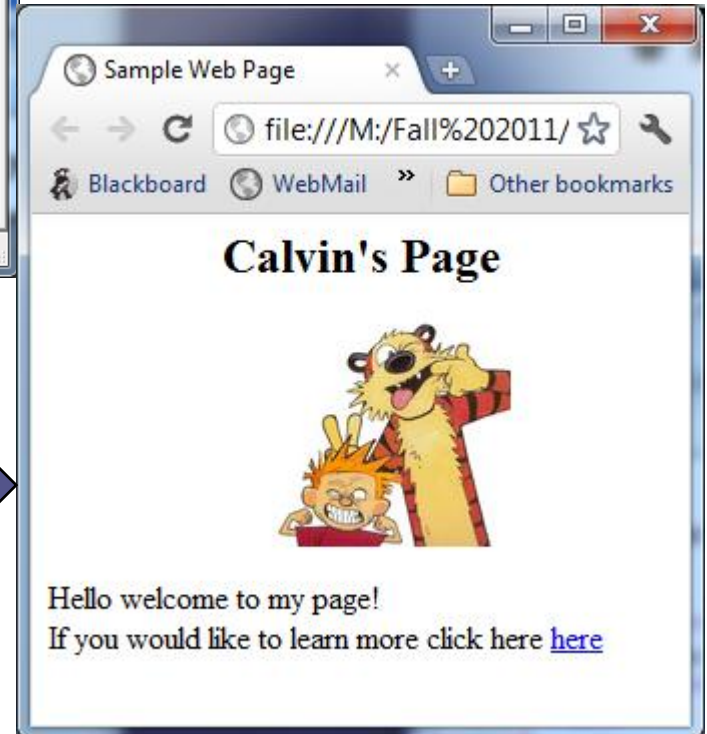 Sample Web Page
file:///M:/Fall%202011/
Blackboard WebMail » Other bookmarks
Calvin's Page
Hello welcome to my page!
If you would like to learn more click here here